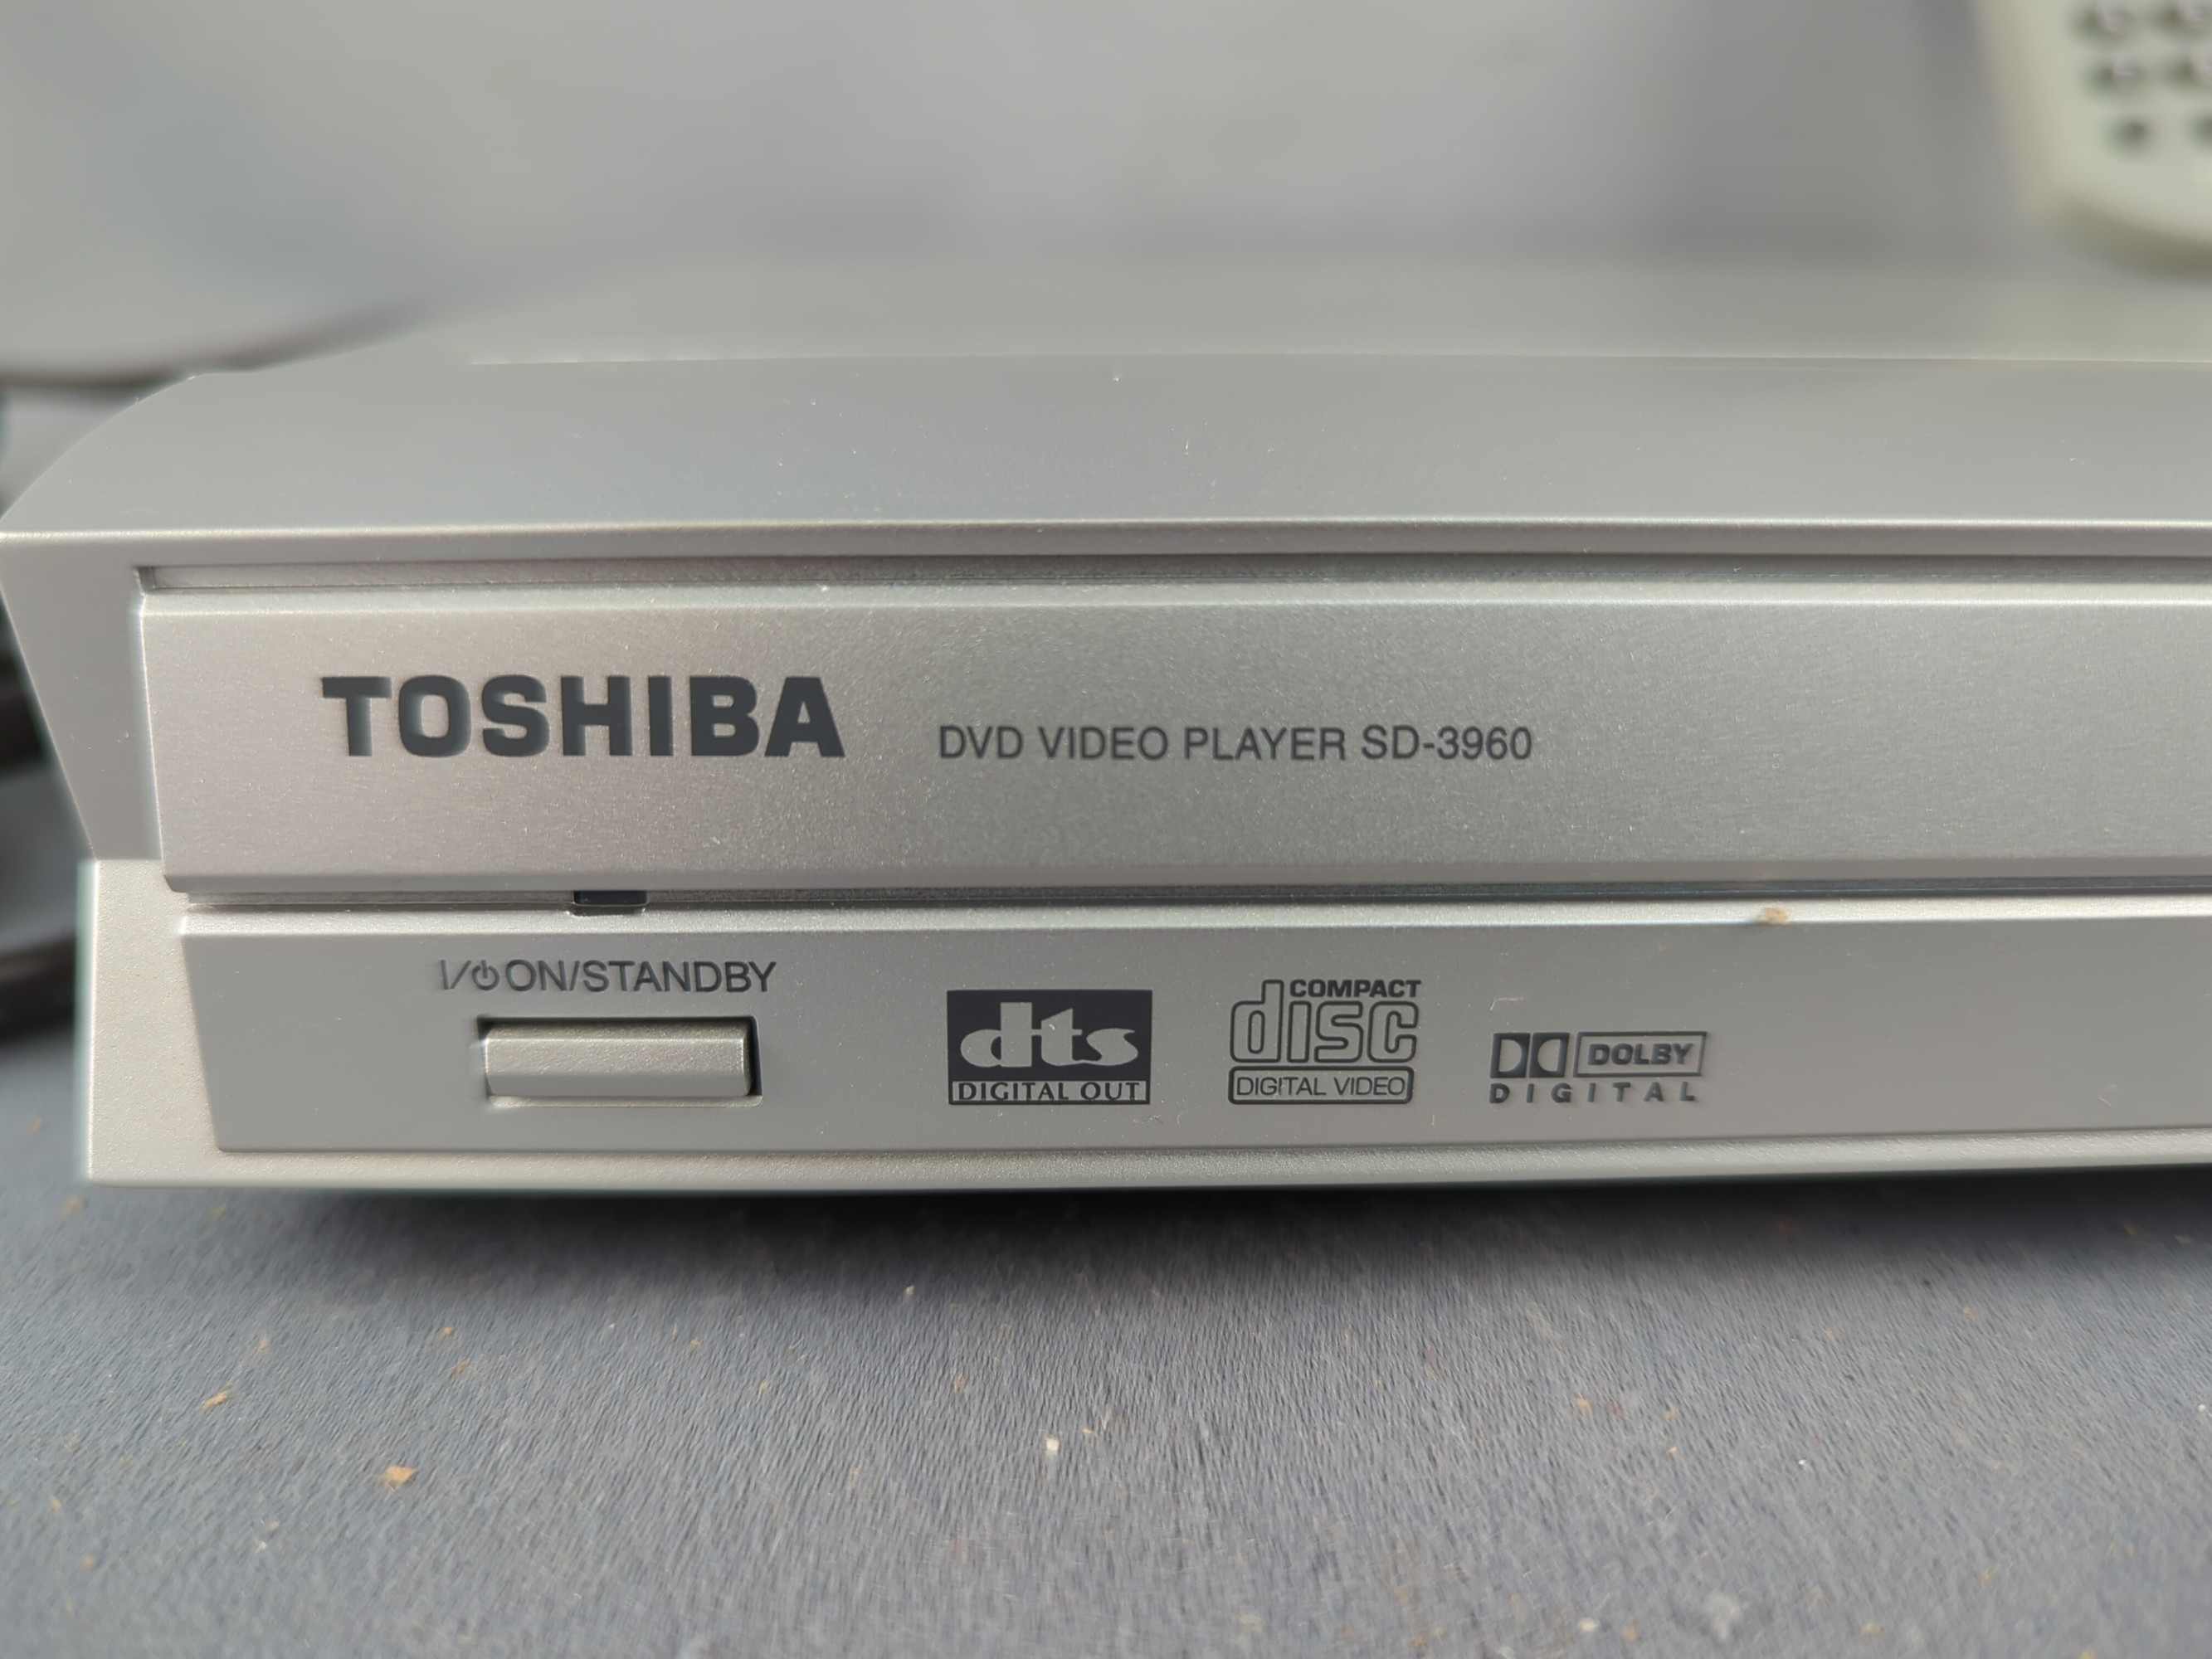 TOSHIBA DVD VIDEO PLAYER SD-3960
I/⏻ ON/STANDBY
dts
DIGITAL OUT
COMPACT
disc
DIGITAL VIDEO
DOLBY
DIGITAL